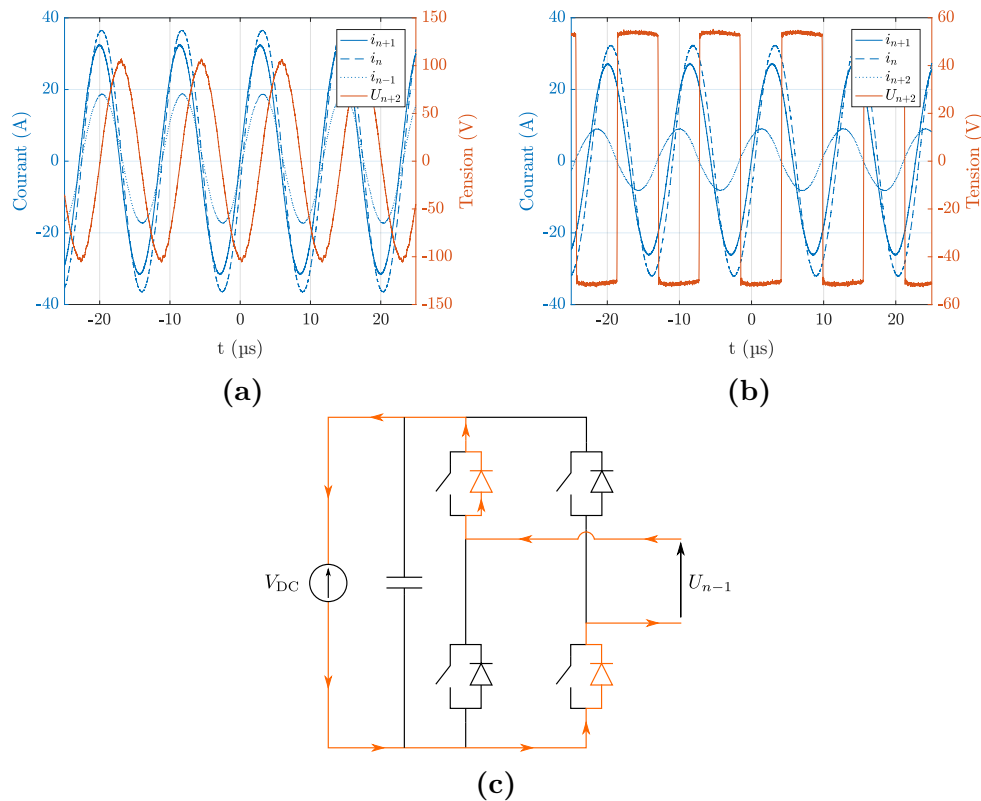 40
20
0
-20
-40
Courant (A)
150
100
50
0
-50
-100
-150
Tension (V)
-20
-10
0
10
20
t (µs)
i_{n+1}
i_n
i_{n-1}
U_{n+2}
(a)
40
20
0
-20
-40
Courant (A)
60
40
20
0
-20
-40
-60
Tension (V)
-20
-10
0
10
20
t (µs)
i_{n+1}
i_n
i_{n+2}
U_{n+2}
(b)
V_{DC}
U_{n-1}
(c)